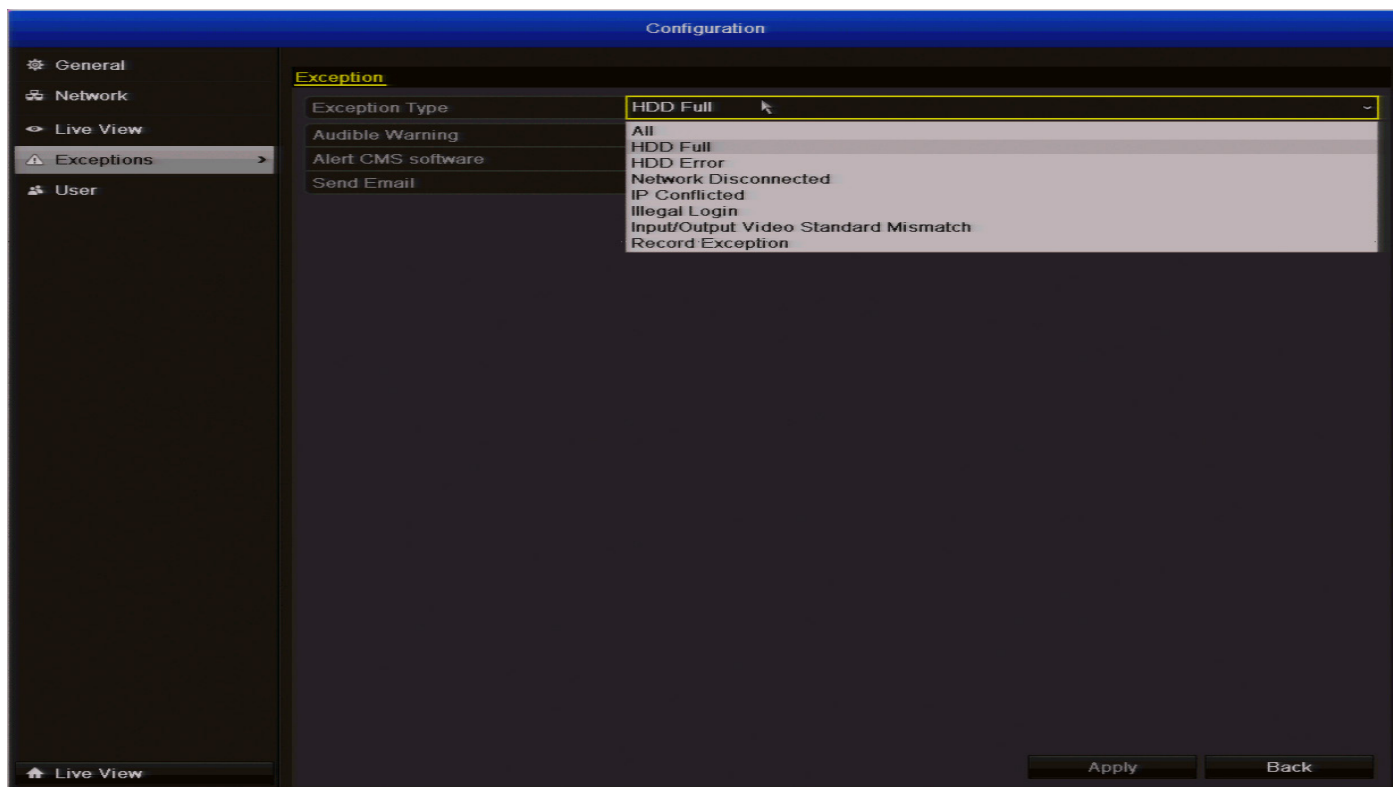 Configuration
General
Network
Live View
Exceptions
User
Exception
Exception Type HDD Full
Audible Warning
Alert CMS software
Send Email
All
HDD Full
HDD Error
Network Disconnected
IP Conflicted
Illegal Login
Input/Output Video Standard Mismatch
Record Exception
Live View
Apply Back